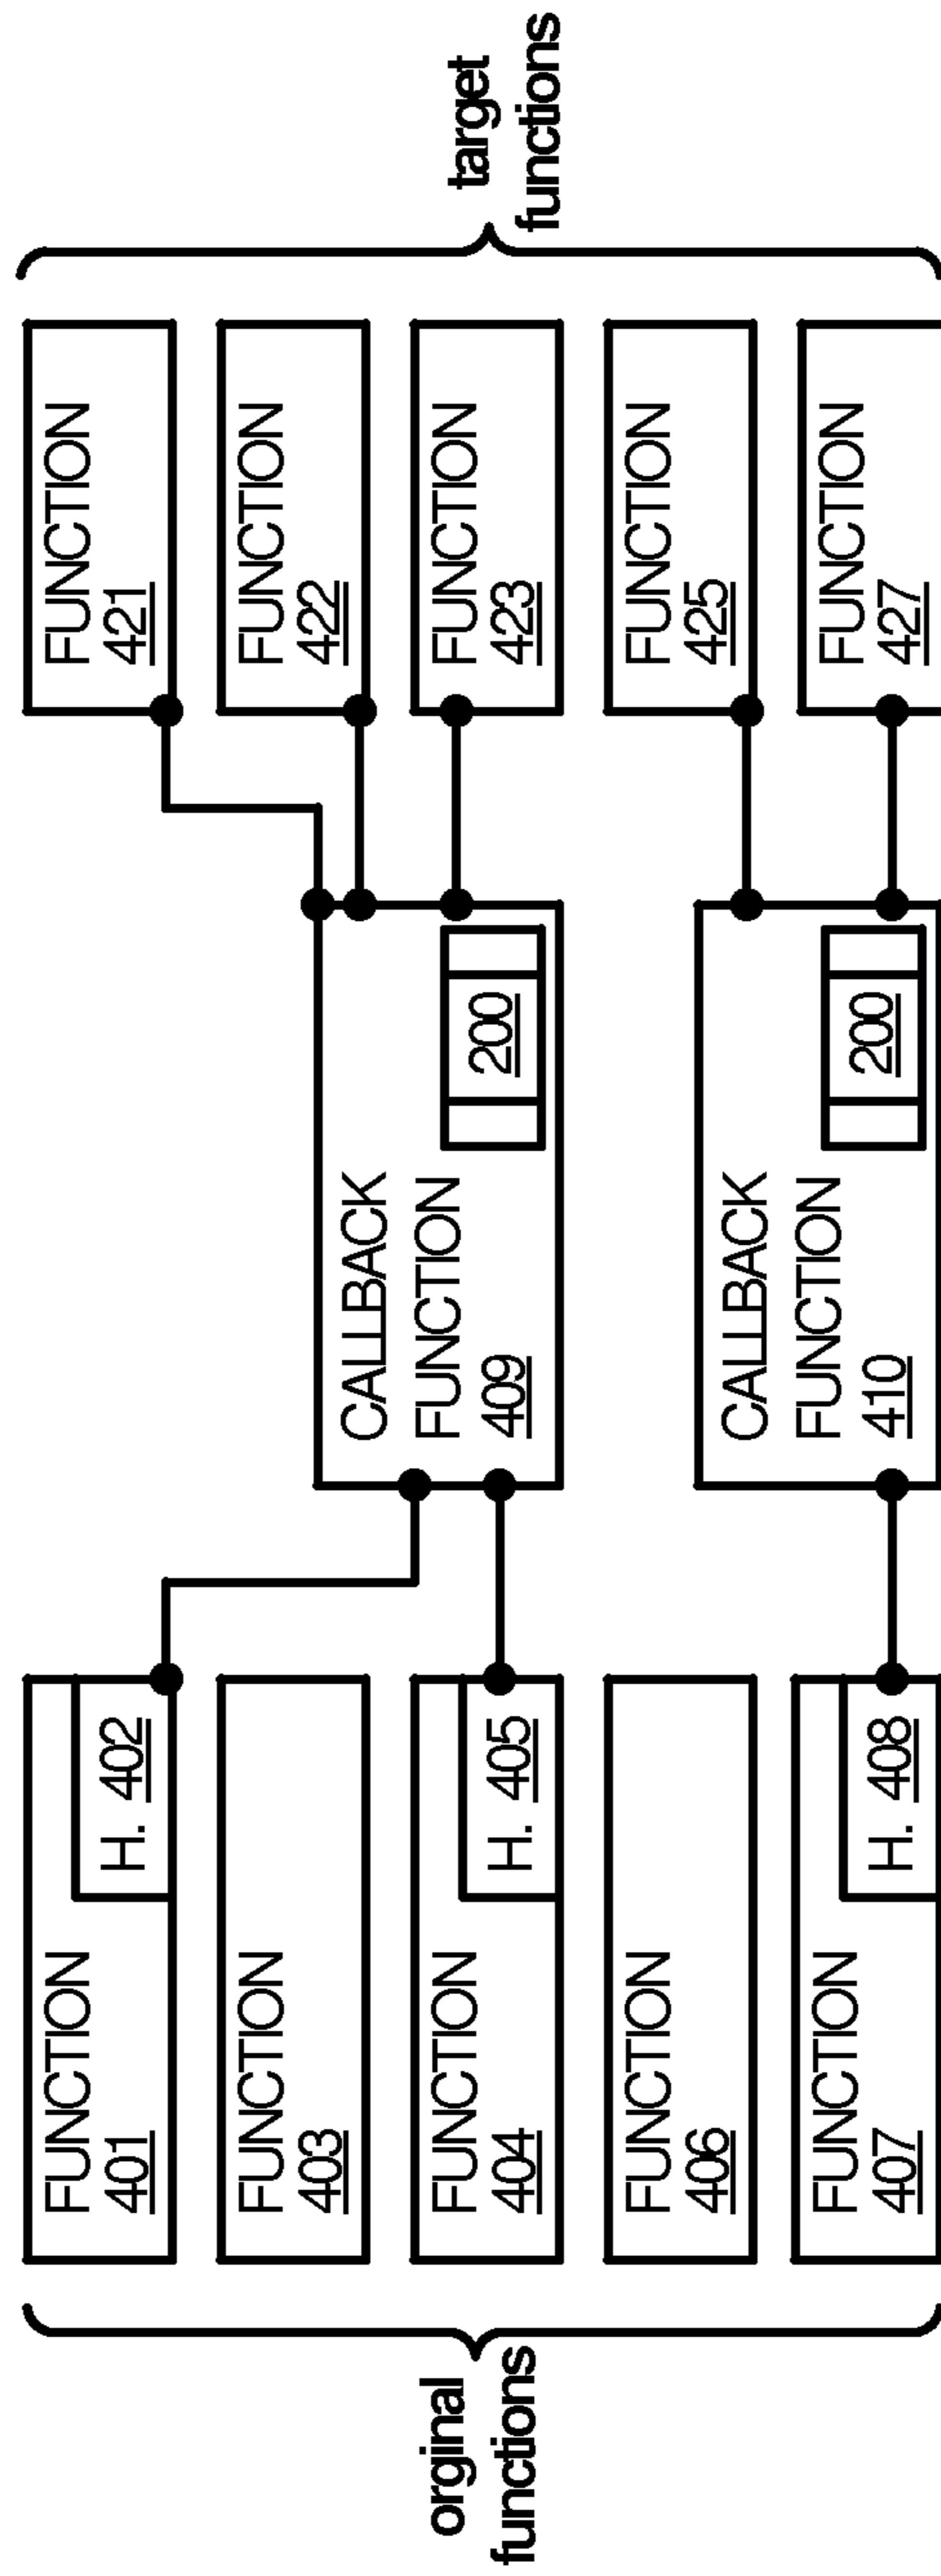 orginal
functions
FUNCTION
401
H. 402
FUNCTION
403
FUNCTION
404
H. 405
FUNCTION
406
FUNCTION
407
H. 408
CALLBACK
FUNCTION
409
200
CALLBACK
FUNCTION
410
200
FUNCTION
421
FUNCTION
422
FUNCTION
423
FUNCTION
425
FUNCTION
427
target
functions